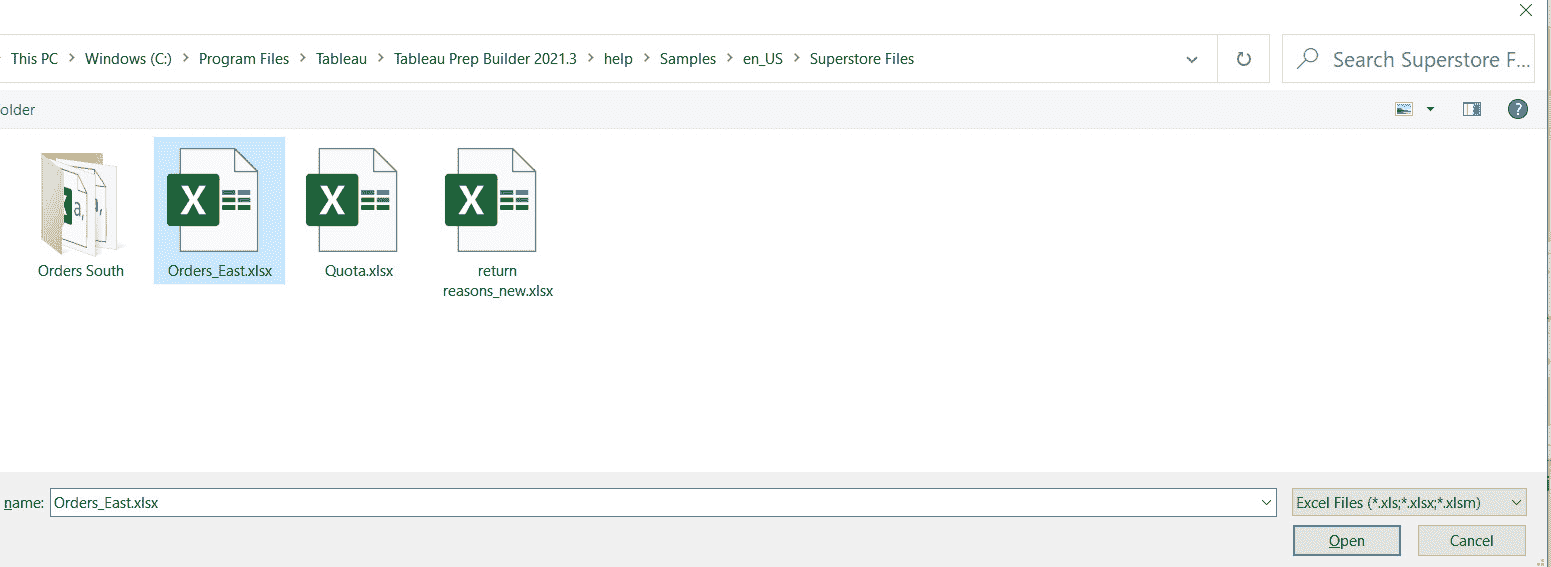 This PC > Windows (C:) > Program Files > Tableau > Tableau Prep Builder 2021.3 > help > Samples > en_US > Superstore Files
Search Superstore F...
older
?
X a,
a,
X
X
X
Orders South
Orders_East.xlsx
Quota.xlsx
return
reasons_new.xlsx
name: Orders_East.xlsx
Excel Files (*.xls;*.xlsx;*.xlsm)
Open
Cancel